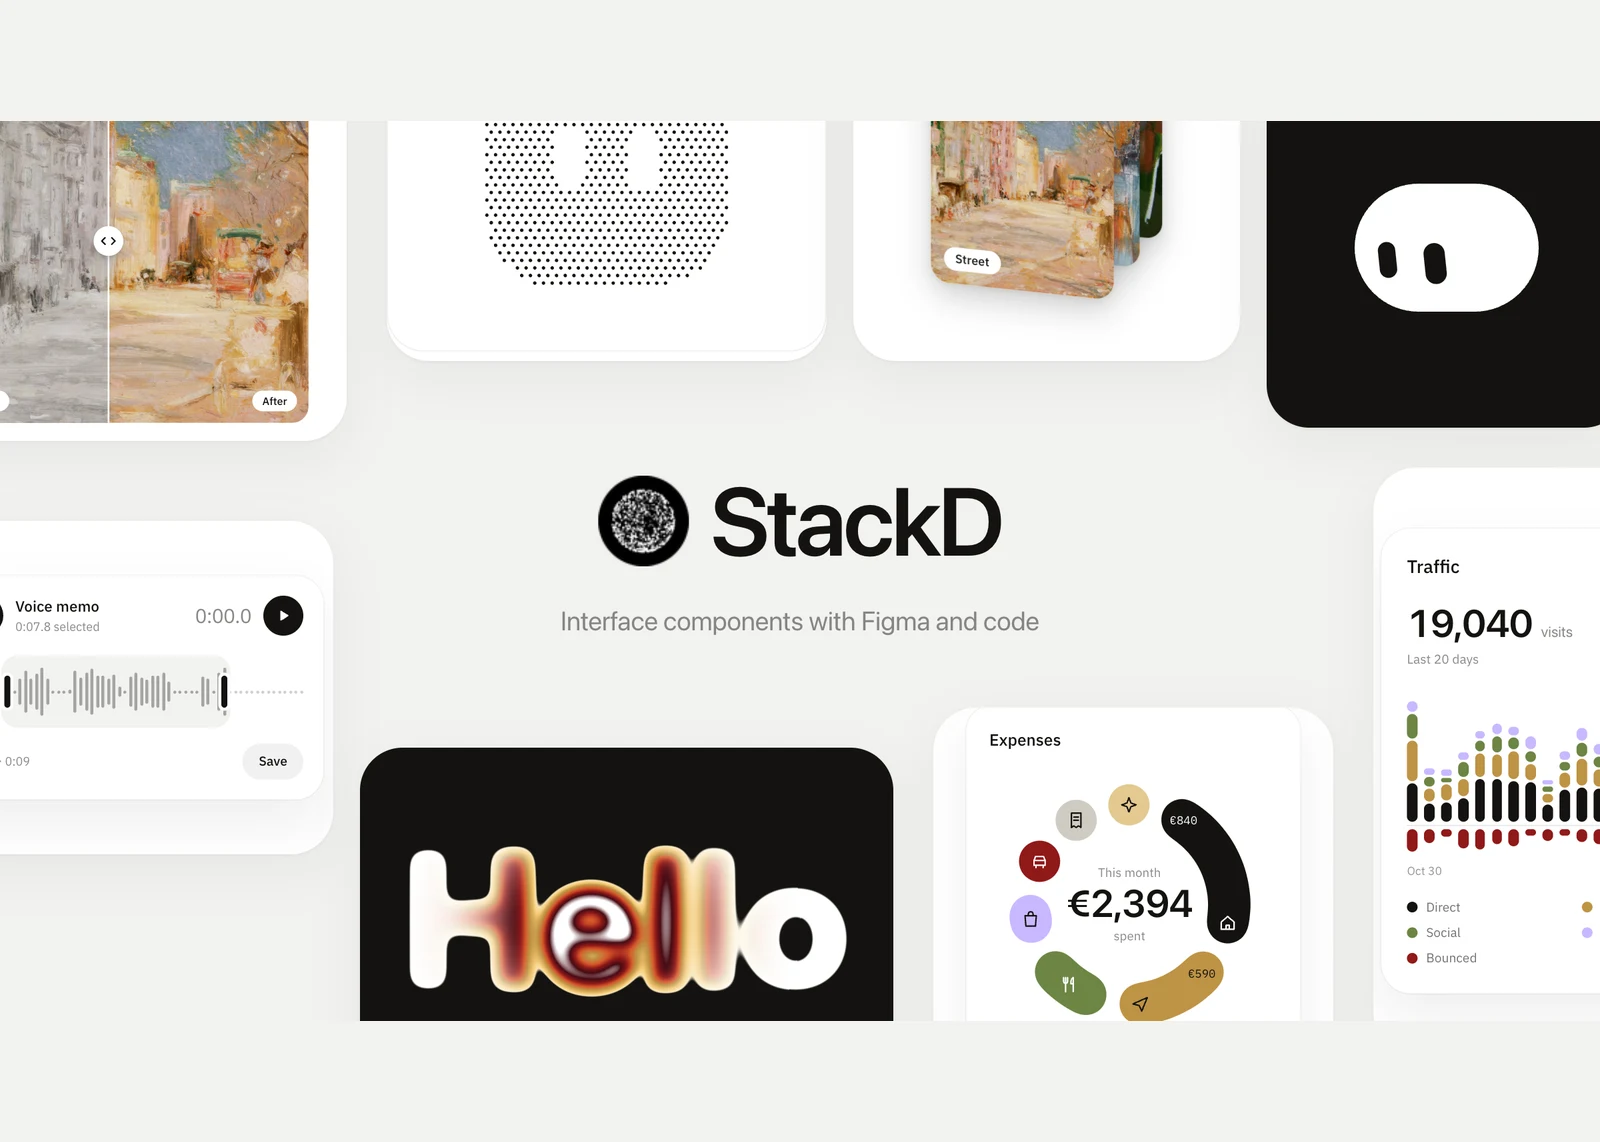 Street
After
StackD
Interface components with Figma and code
Voice memo
0:07.8 selected
0:00.0
0:09
Save
Hello
Expenses
€840
This month
€2,394
spent
€590
Traffic
19,040 visits
Last 20 days
Oct 30
Direct
Social
Bounced